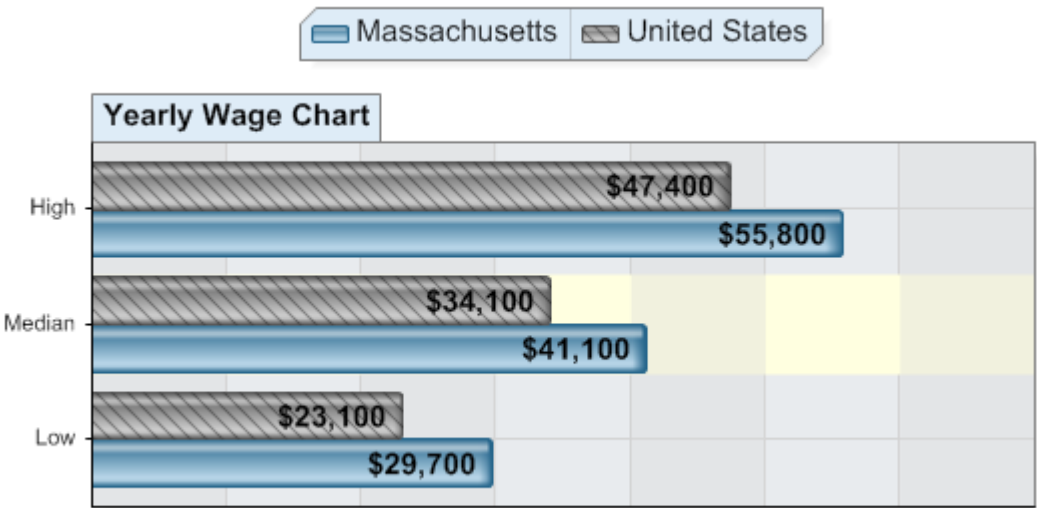 Massachusetts United States
Yearly Wage Chart
High
$47,400
$55,800
Median
$34,100
$41,100
Low
$23,100
$29,700